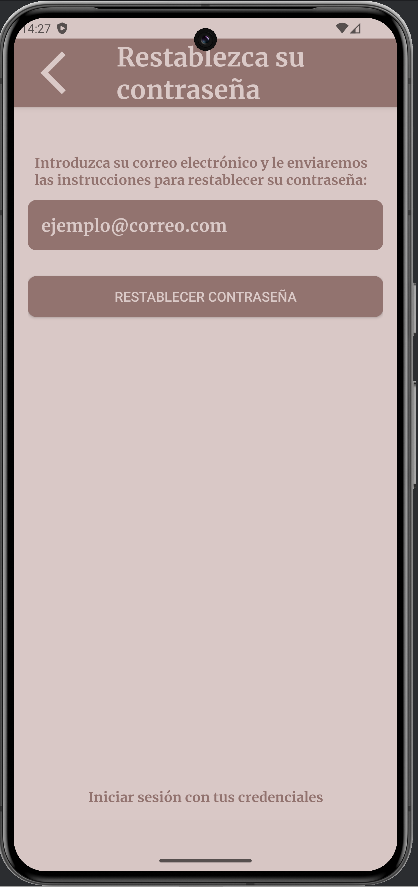 14:27
Restablezca su
contraseña
Introduzca su correo electrónico y le enviaremos
las instrucciones para restablecer su contraseña:
ejemplo@correo.com
RESTABLECER CONTRASEÑA
Iniciar sesión con tus credenciales